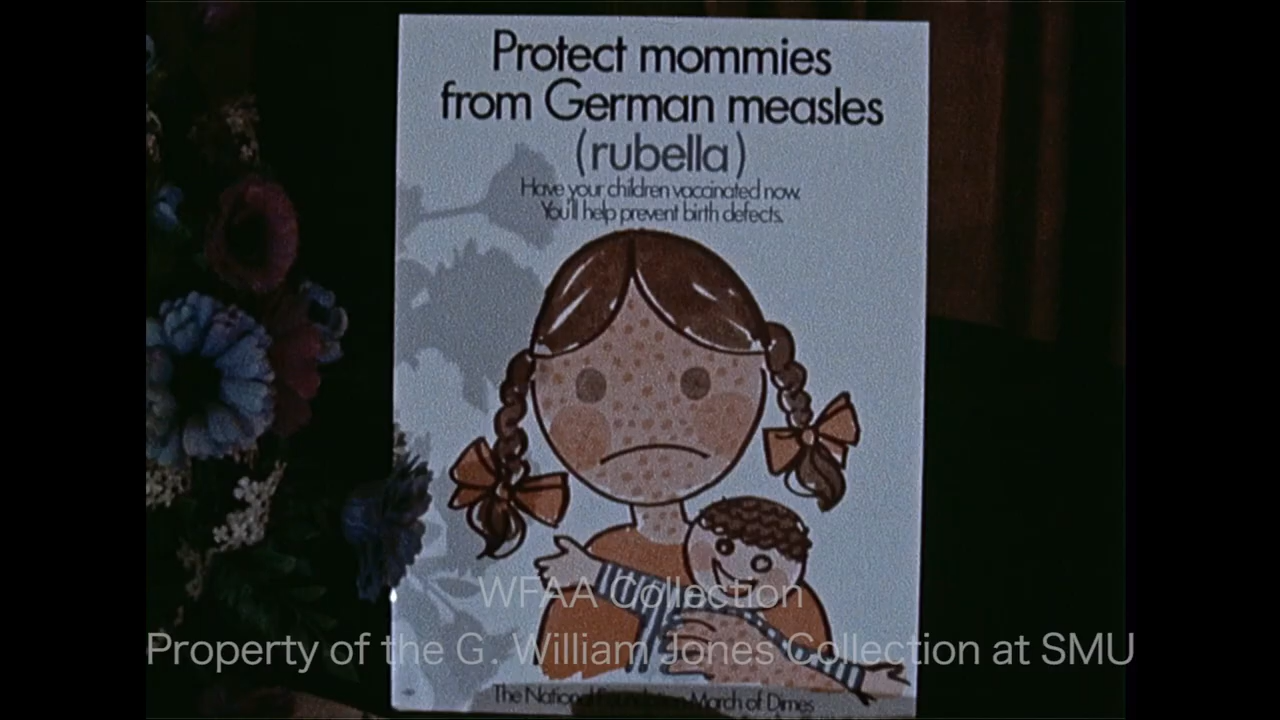 Protect mommies
from German measles
(rubella)
Have your children vaccinated now.
You'll help prevent birth defects.
WFAA Collection
Property of the G. William Jones Collection at SMU
The National Foundation-March of Dimes